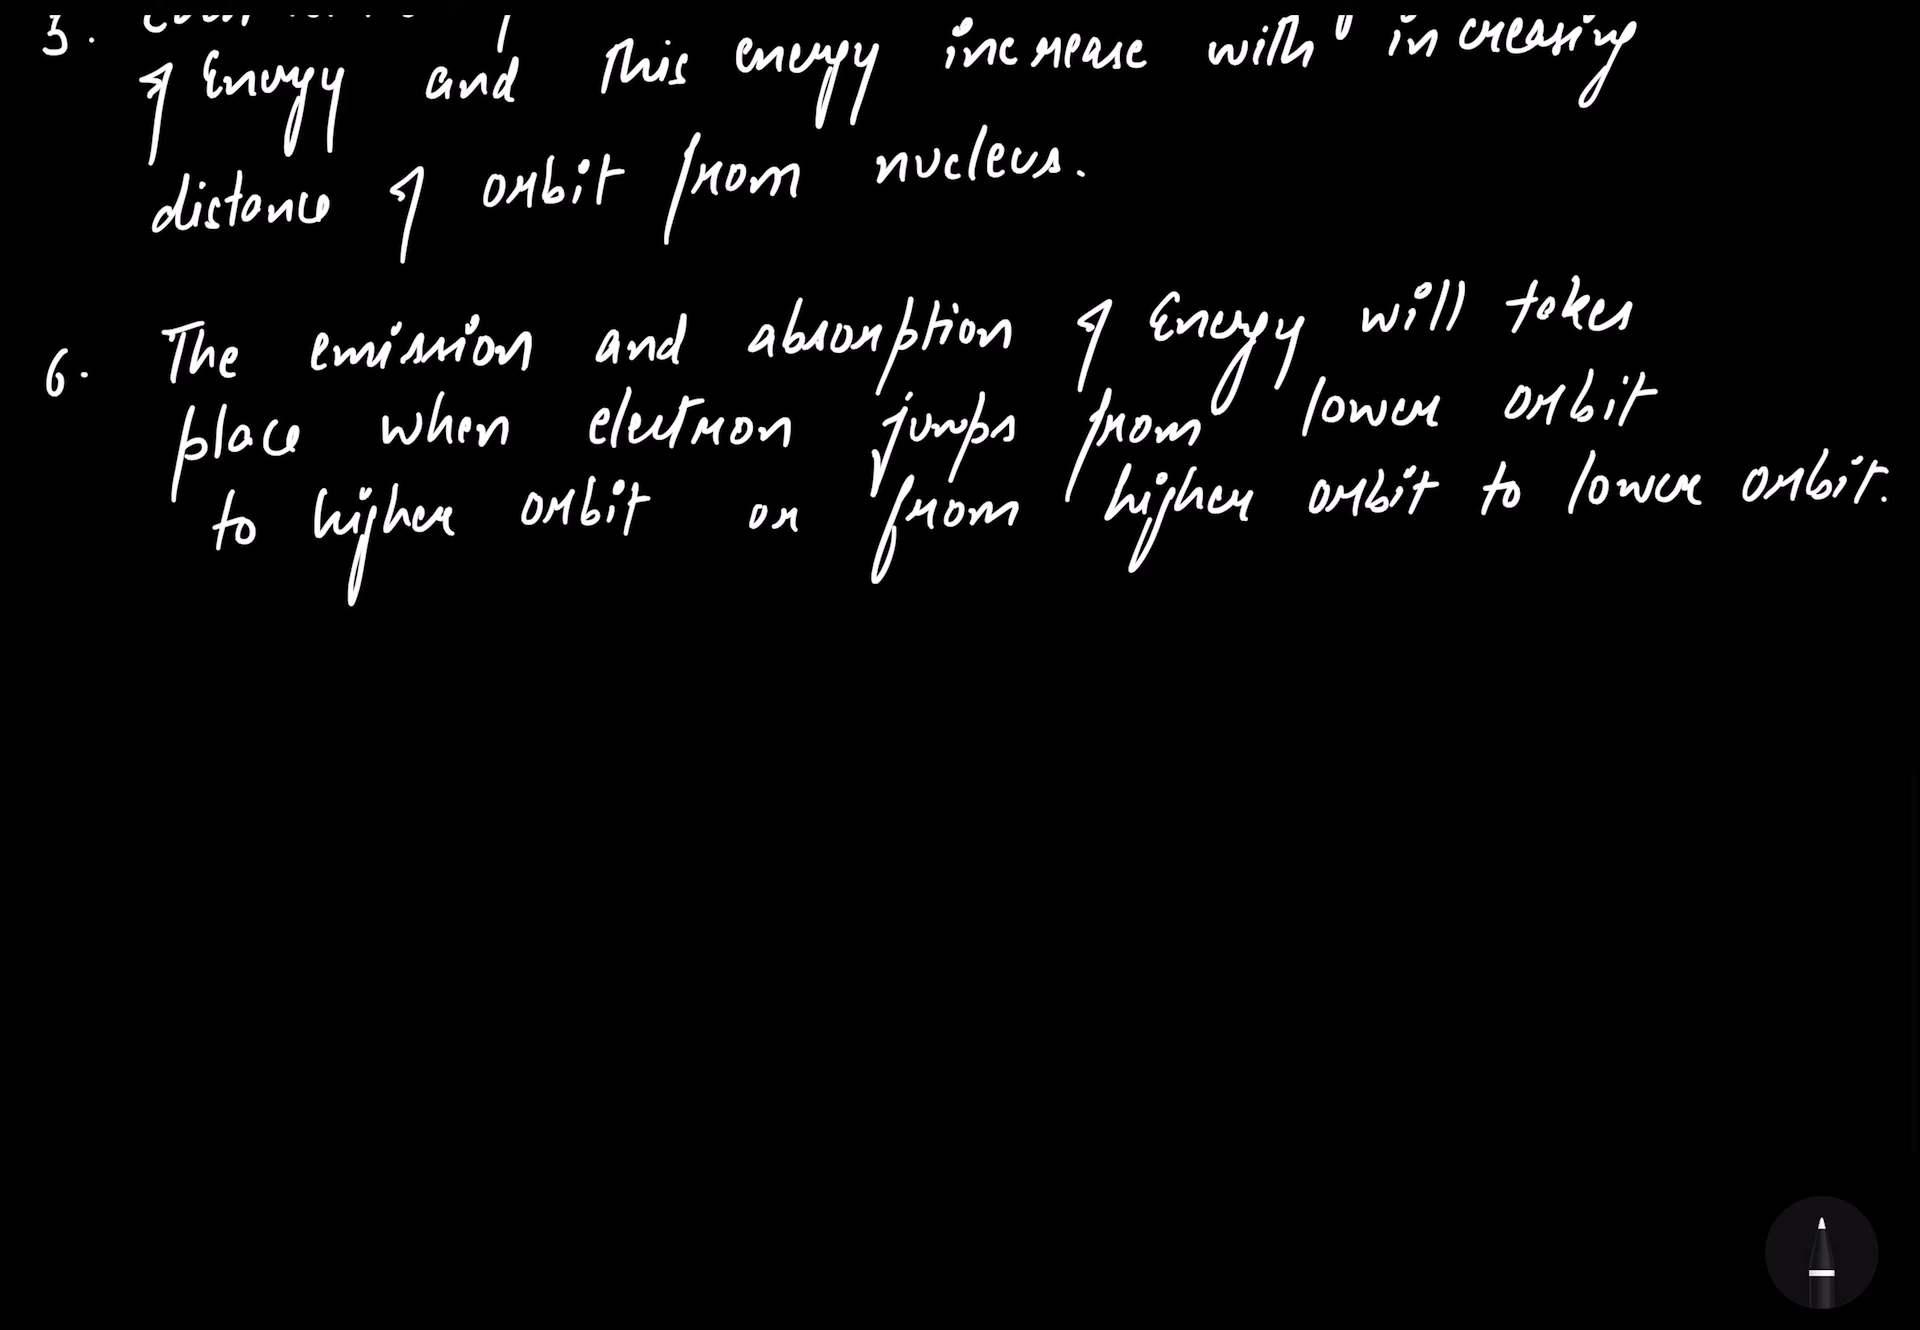 5.
of Energy and this energy increase with increasing
distance of orbit from nucleus.
6. The emission and absorption of Energy will takes
place when electron jumps from lower orbit
to higher orbit or from higher orbit to lower orbit.